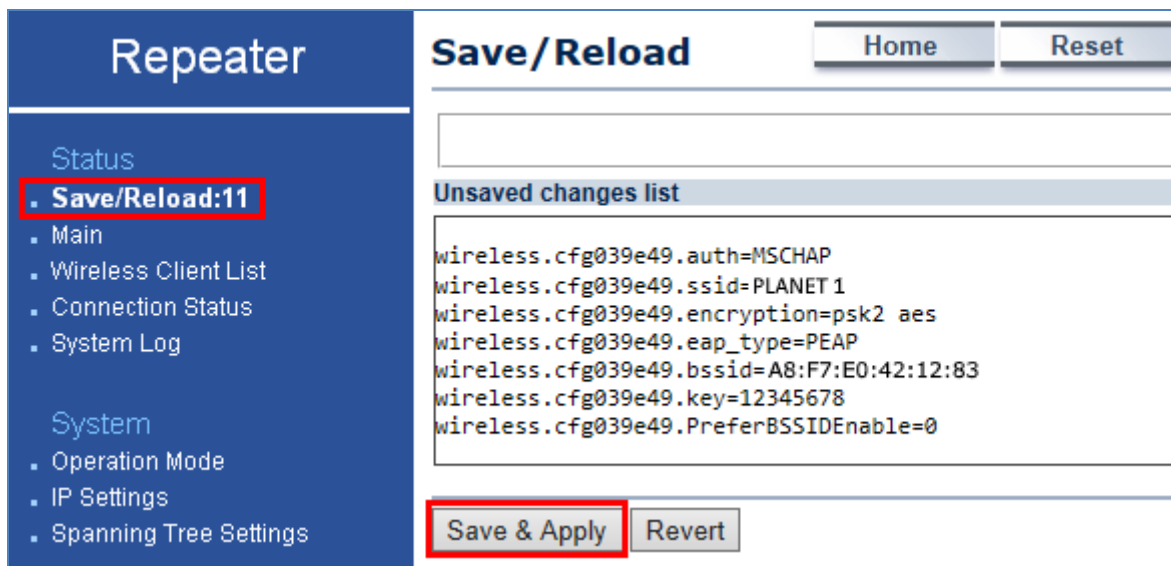 Repeater
Status
Save/Reload:11
Main
Wireless Client List
Connection Status
System Log
System
Operation Mode
IP Settings
Spanning Tree Settings
Save/Reload
Home
Reset
Unsaved changes list
wireless.cfg039e49.auth=MSCHAP
wireless.cfg039e49.ssid=PLANET 1
wireless.cfg039e49.encryption=psk2 aes
wireless.cfg039e49.eap_type=PEAP
wireless.cfg039e49.bssid=A8:F7:E0:42:12:83
wireless.cfg039e49.key=12345678
wireless.cfg039e49.PreferBSSIDEnable=0
Save & Apply
Revert